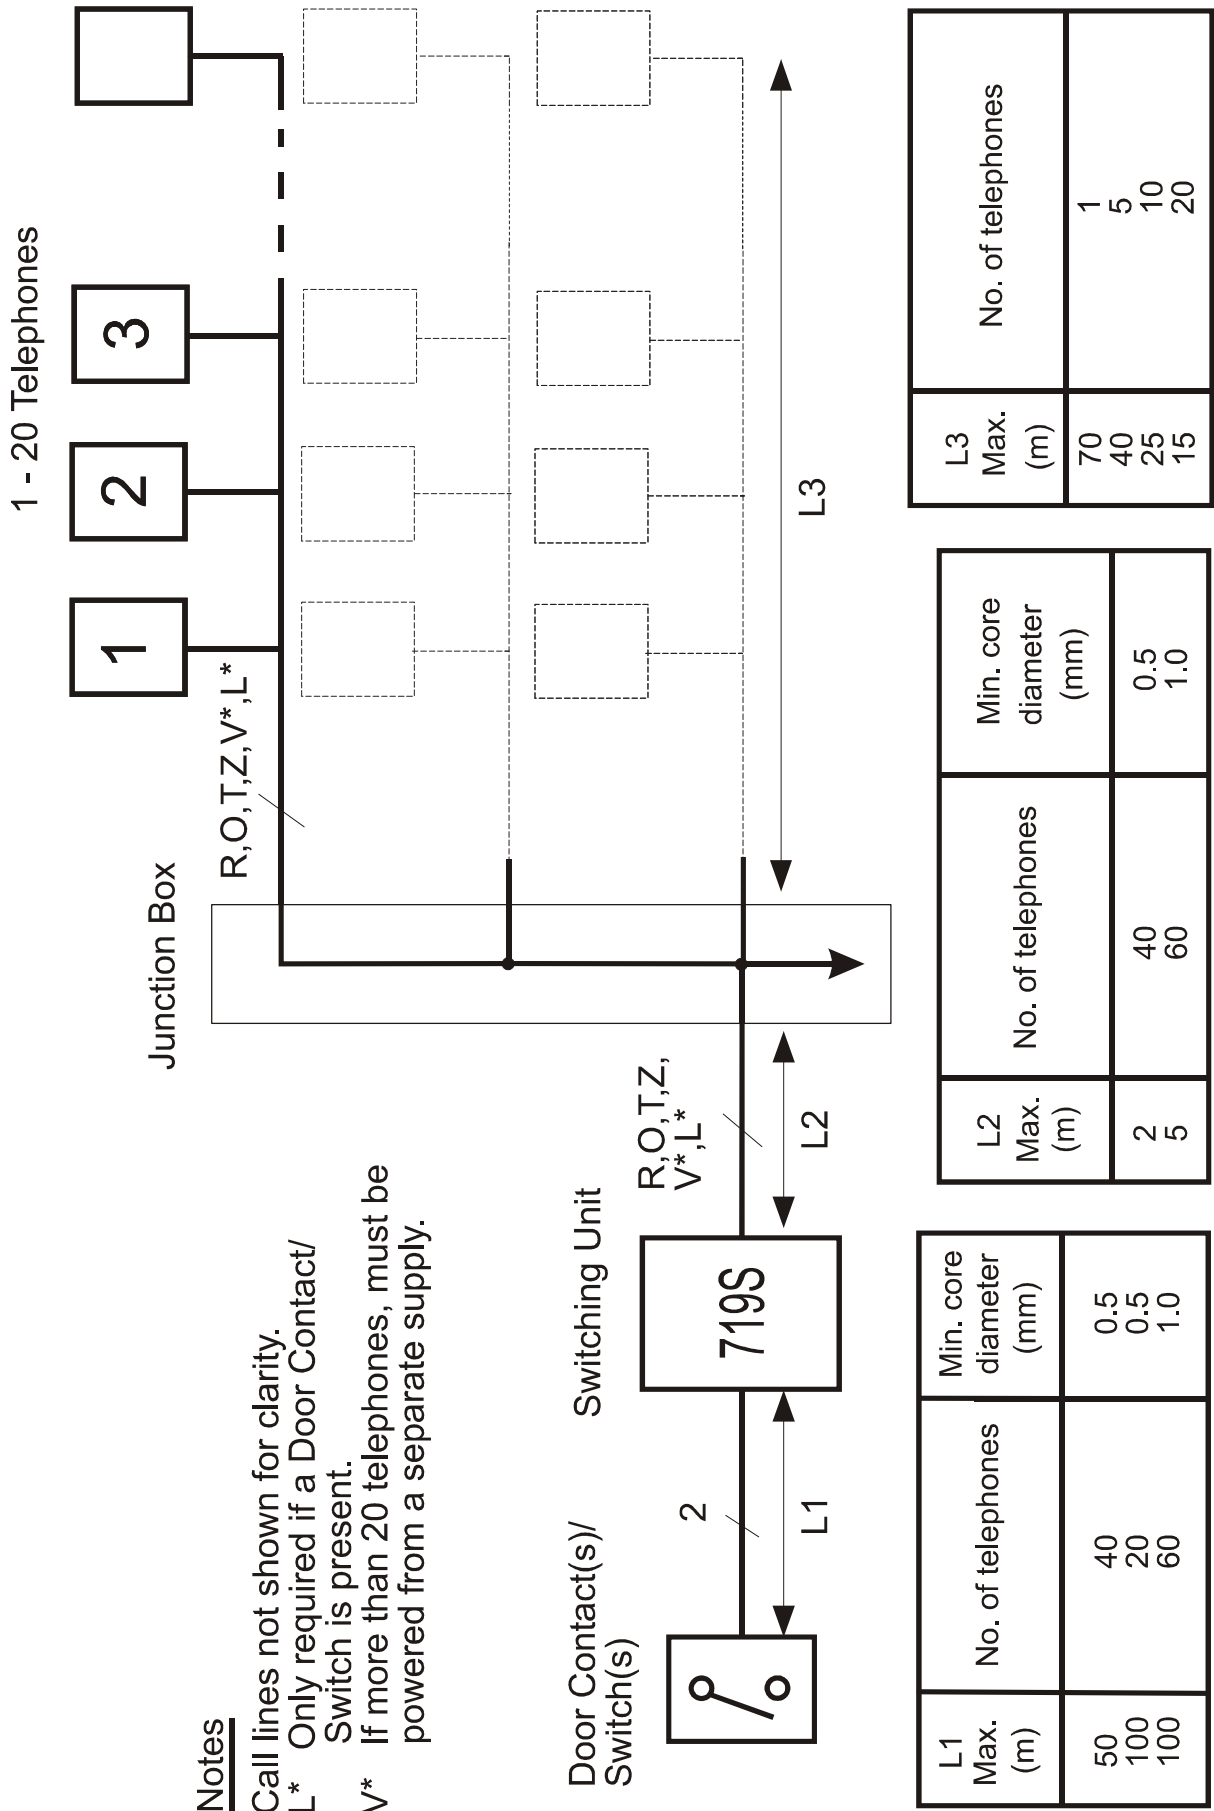 1 - 20 Telephones
1
2
3
Junction Box
R,O,T,Z,V*,L*
Notes
Call lines not shown for clarity.
L* Only required if a Door Contact/
Switch is present.
V* If more than 20 telephones, must be
powered from a separate supply.
Door Contact(s)/
Switch(s)
2
L1
Switching Unit
719S
R,O,T,Z,
V*,L*
L2
L3
L1
Max.
(m)
No. of telephones
Min. core
diameter
(mm)
50 40 0.5
100 20 0.5
100 60 1.0
L2
Max.
(m)
No. of telephones
Min. core
diameter
(mm)
2 40 0.5
5 60 1.0
L3
Max.
(m)
No. of telephones
70 1
40 5
25 10
15 20